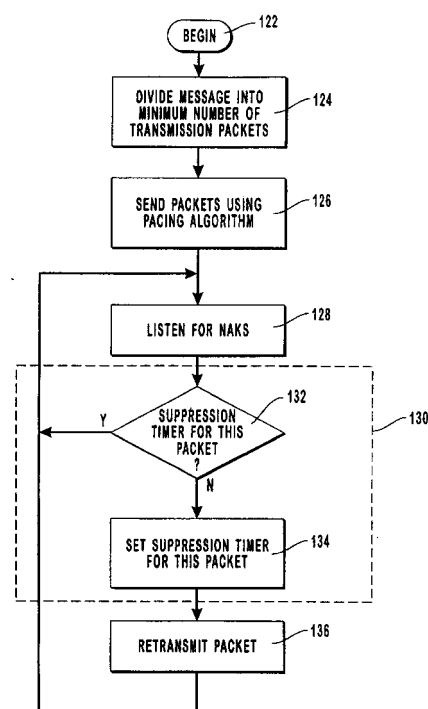 BEGIN
122
DIVIDE MESSAGE INTO
MINIMUM NUMBER OF
TRANSMISSION PACKETS
124
SEND PACKETS USING
PACING ALGORITHM
126
LISTEN FOR NAKS
128
130
132
Y
SUPPRESSION
TIMER FOR THIS
PACKET
?
N
SET SUPPRESSION TIMER
FOR THIS PACKET
134
RETRANSMIT PACKET
136